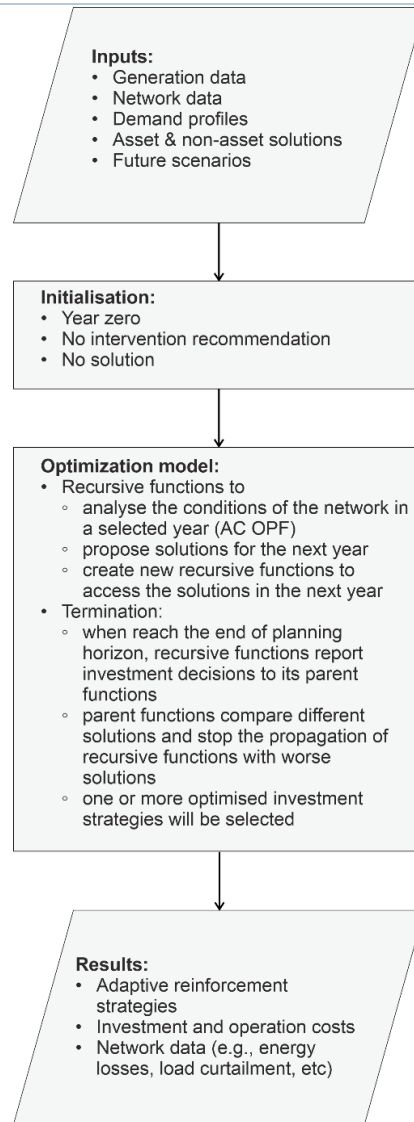 Inputs:
• Generation data
• Network data
• Demand profiles
• Asset & non-asset solutions
• Future scenarios
Initialisation:
• Year zero
• No intervention recommendation
• No solution
Optimization model:
• Recursive functions to
◦ analyse the conditions of the network in
a selected year (AC OPF)
◦ propose solutions for the next year
◦ create new recursive functions to
access the solutions in the next year
• Termination:
◦ when reach the end of planning
horizon, recursive functions report
investment decisions to its parent
functions
◦ parent functions compare different
solutions and stop the propagation of
recursive functions with worse
solutions
◦ one or more optimised investment
strategies will be selected
Results:
• Adaptive reinforcement
strategies
• Investment and operation costs
• Network data (e.g., energy
losses, load curtailment, etc)